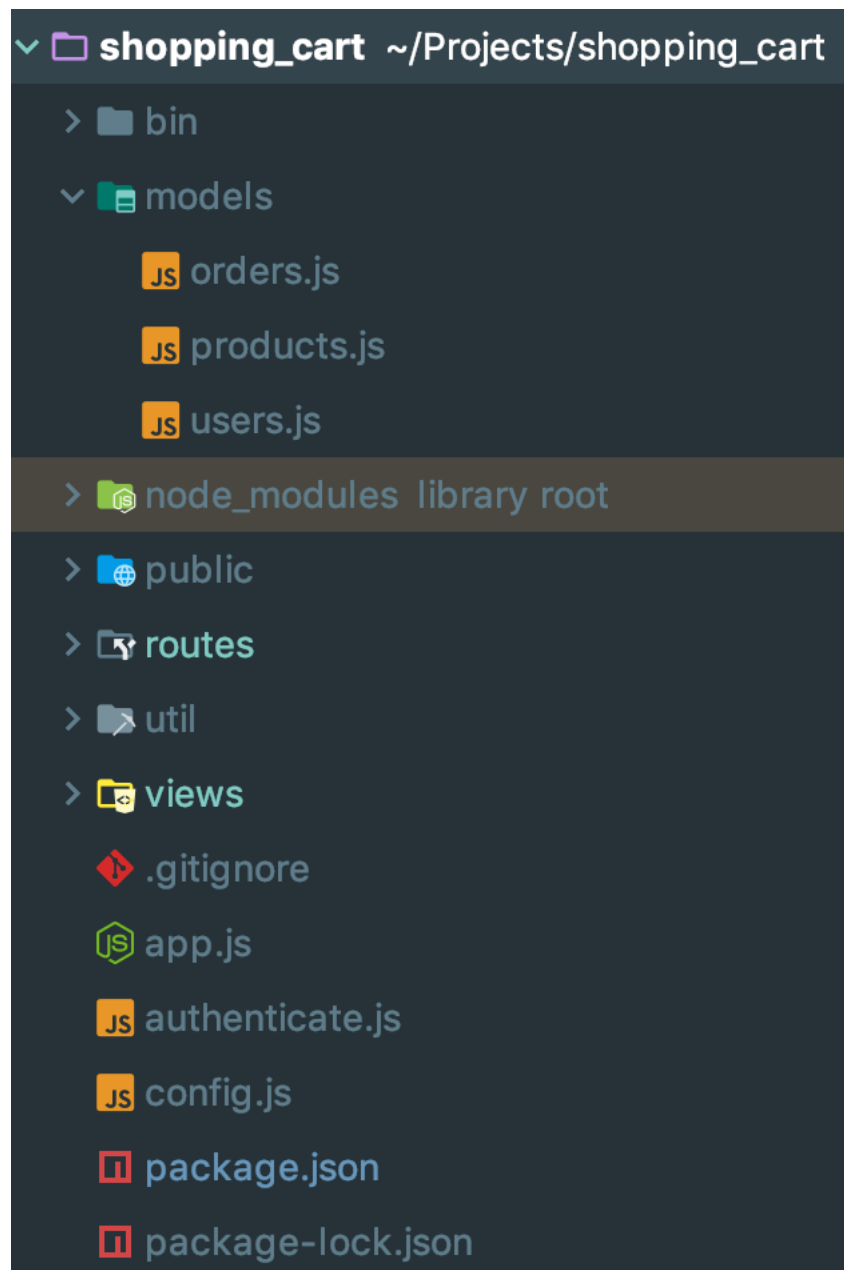 shopping_cart ~/Projects/shopping_cart
bin
models
JS orders.js
JS products.js
JS users.js
JS node_modules library root
public
routes
util
views
.gitignore
JS app.js
JS authenticate.js
JS config.js
package.json
package-lock.json